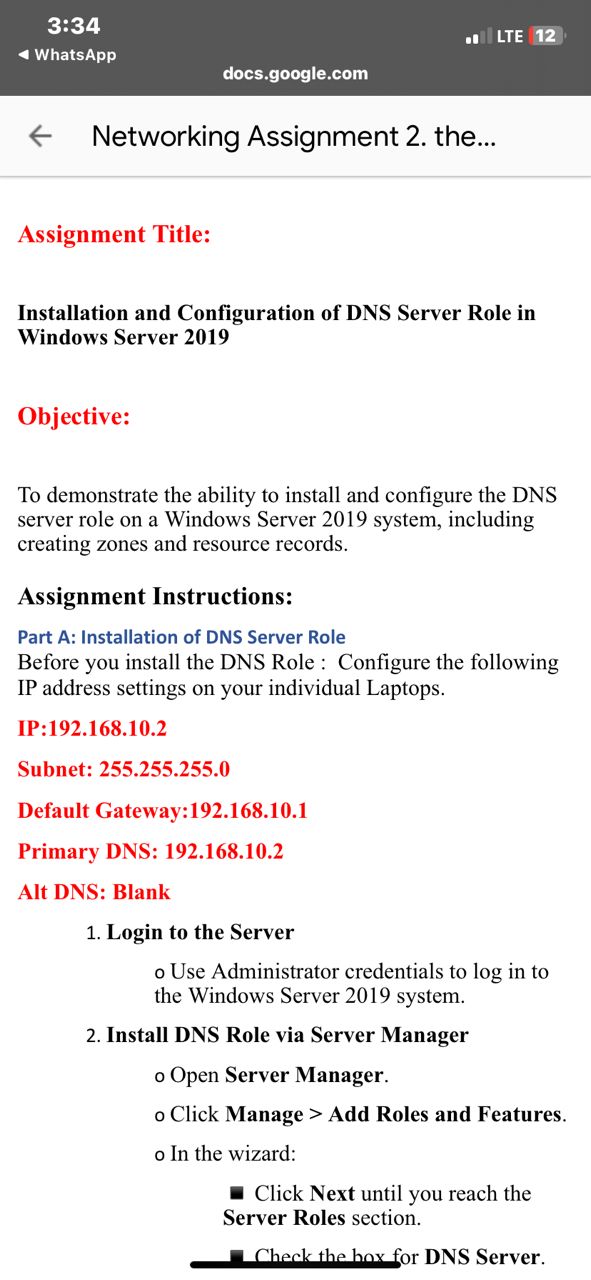 3:34
LTE 12
◀ WhatsApp
docs.google.com
← Networking Assignment 2. the...
Assignment Title:
Installation and Configuration of DNS Server Role in
Windows Server 2019
Objective:
To demonstrate the ability to install and configure the DNS
server role on a Windows Server 2019 system, including
creating zones and resource records.
Assignment Instructions:
Part A: Installation of DNS Server Role
Before you install the DNS Role :  Configure the following
IP address settings on your individual Laptops.
IP:192.168.10.2
Subnet: 255.255.255.0
Default Gateway:192.168.10.1
Primary DNS: 192.168.10.2
Alt DNS: Blank
1. Login to the Server
o Use Administrator credentials to log in to
the Windows Server 2019 system.
2. Install DNS Role via Server Manager
o Open Server Manager.
o Click Manage > Add Roles and Features.
o In the wizard:
■ Click Next until you reach the
Server Roles section.
■ Check the box for DNS Server.